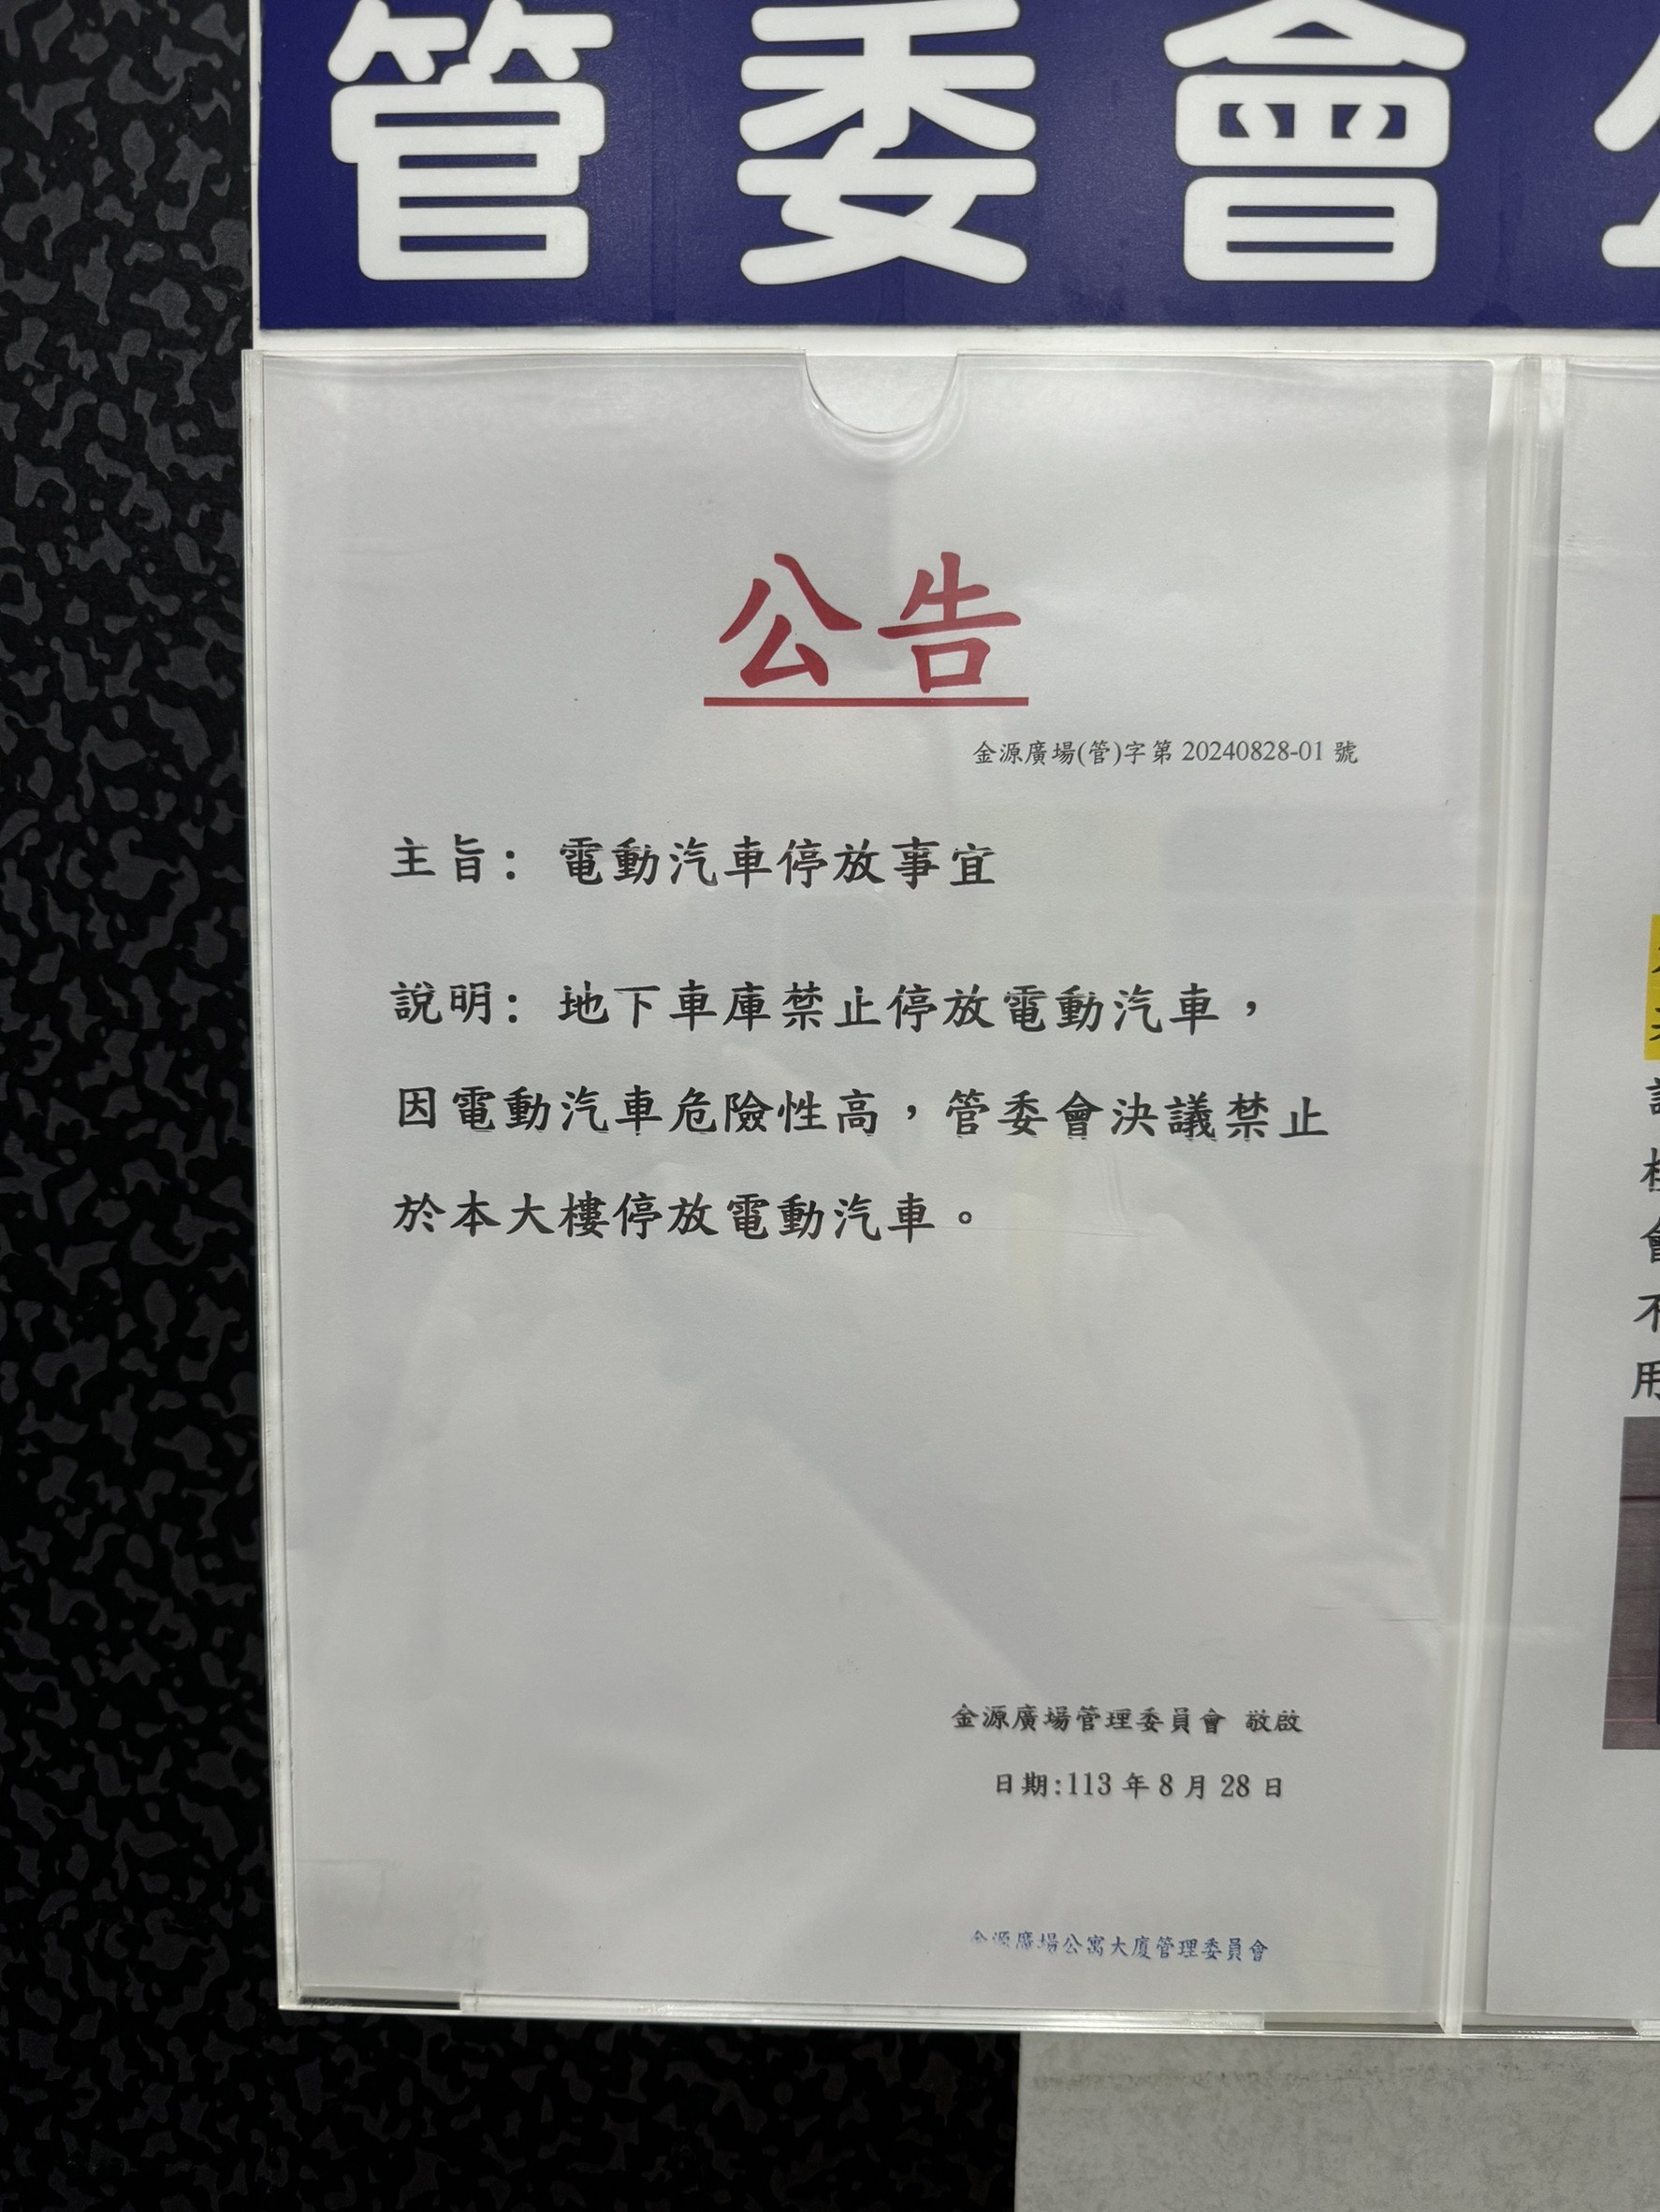 管委會
公告
金源廣場(管)字第 20240828-01 號
主旨：電動汽車停放事宜
說明：地下車庫禁止停放電動汽車，
因電動汽車危險性高，管委會決議禁止
於本大樓停放電動汽車。
金源廣場管理委員會 敬啟
日期:113 年 8 月 28 日
金源廣場公寓大廈管理委員會